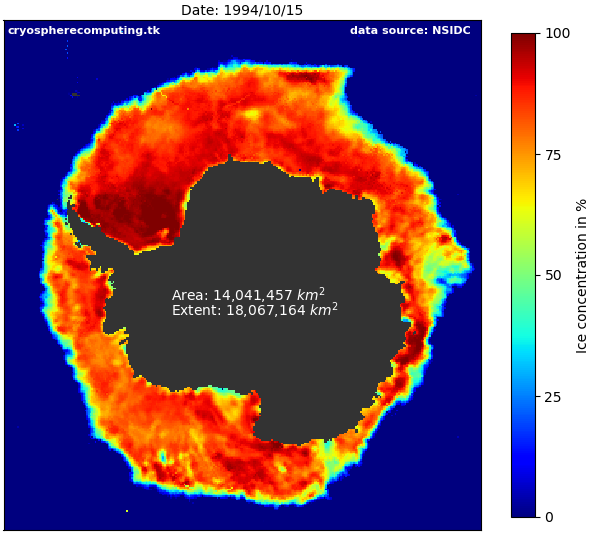 Date: 1994/10/15
cryospherecomputing.tk
data source: NSIDC
Area: 14,041,457 km²
Extent: 18,067,164 km²
100
75
50
25
0
Ice concentration in %